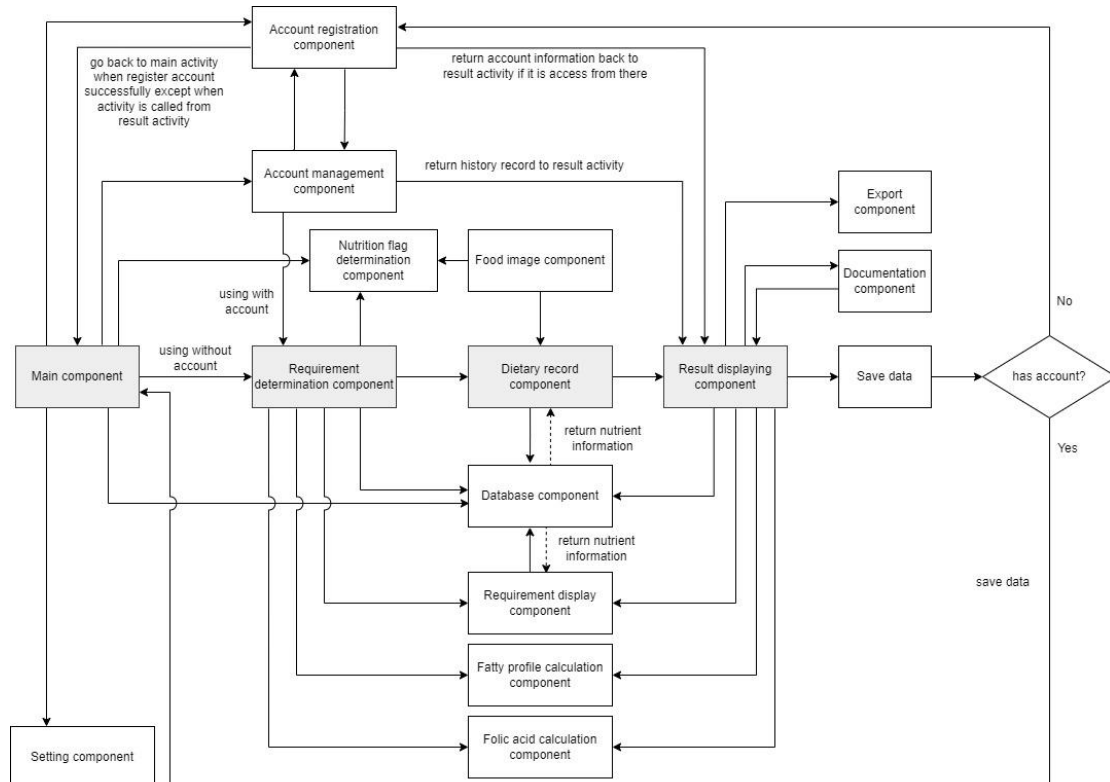 Account registration
component
go back to main activity
when register account
successfully except when
activity is called from
result activity
return account information back to
result activity if it is access from there
Account management
component
return history record to result activity
Export
component
Nutrition flag
determination
component
Food image component
Documentation
component
using with
account
No
using without
account
Main component
Requirement
determination component
Dietary record
component
Result displaying
component
Save data
has account?
return nutrient
information
Yes
Database component
return nutrient
information
Requirement display
component
save data
Fatty profile calculation
component
Folic acid calculation
component
Setting component